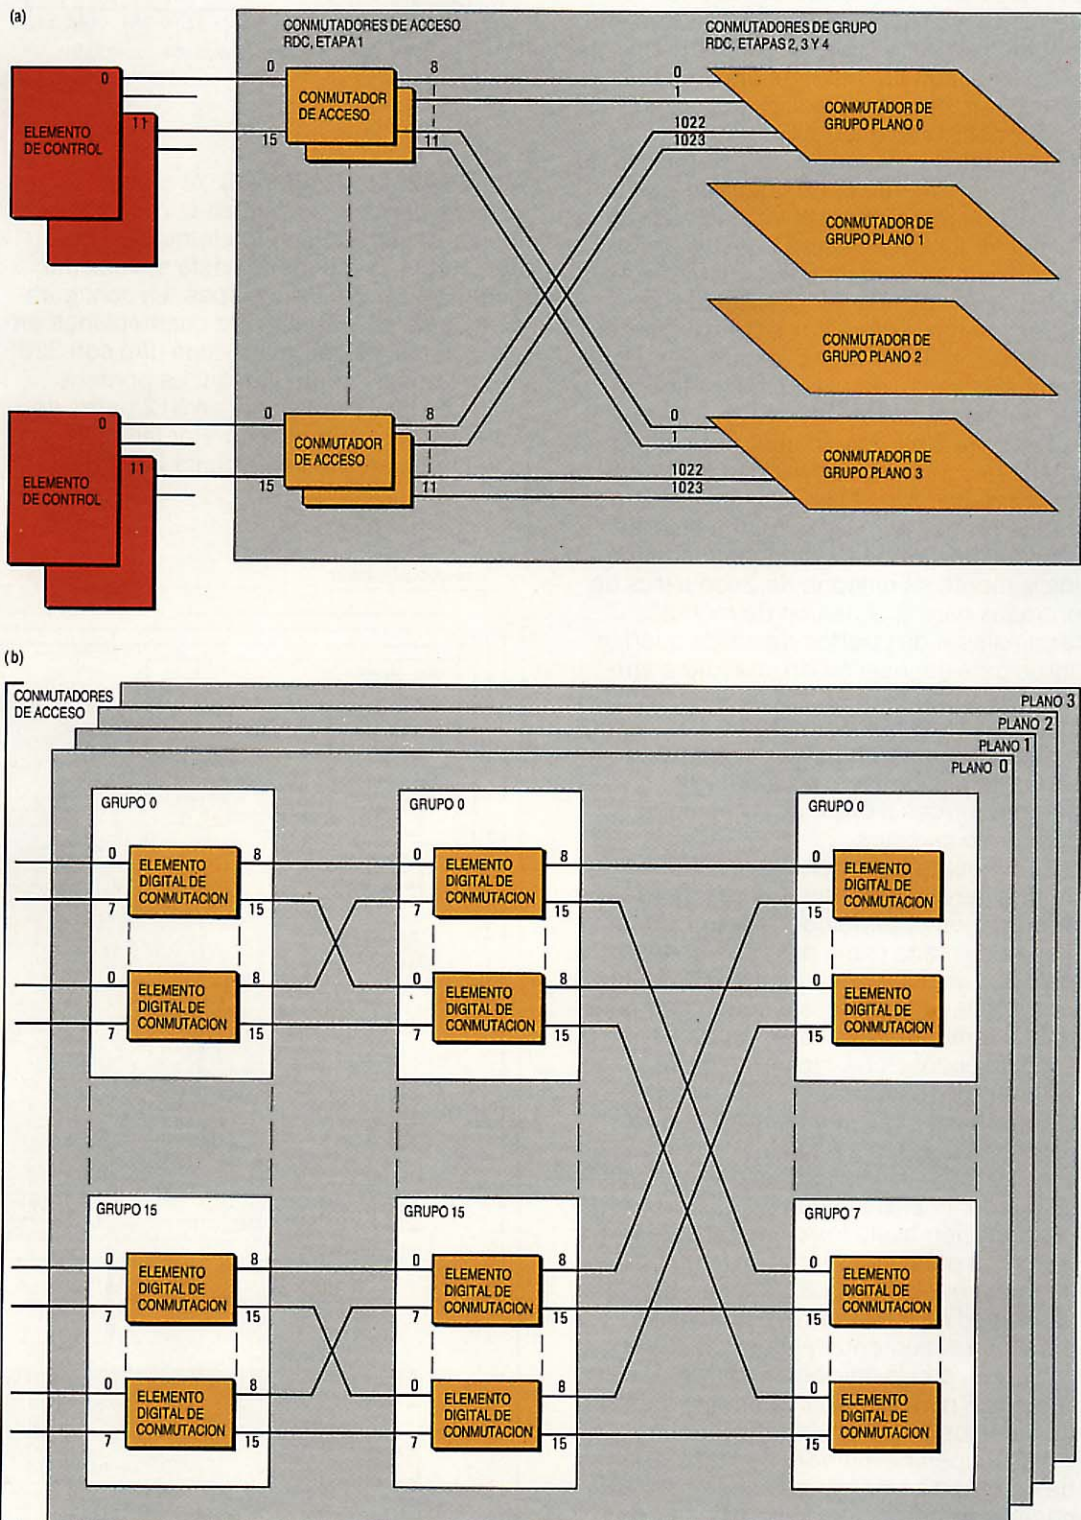 (a)
CONMUTADORES DE ACCESO
RDC, ETAPA 1
CONMUTADORES DE GRUPO
RDC, ETAPAS 2, 3 Y 4
0
11
ELEMENTO
DE CONTROL
0
15
CONMUTADOR
DE ACCESO
8
11
0
1
1022
1023
CONMUTADOR DE
GRUPO PLANO 0
CONMUTADOR DE
GRUPO PLANO 1
CONMUTADOR DE
GRUPO PLANO 2
0
11
ELEMENTO
DE CONTROL
0
15
CONMUTADOR
DE ACCESO
8
11
0
1
1022
1023
CONMUTADOR DE
GRUPO PLANO 3
(b)
CONMUTADORES
DE ACCESO
PLANO 3
PLANO 2
PLANO 1
PLANO 0
GRUPO 0
0
7
ELEMENTO
DIGITAL DE
CONMUTACION
8
15
0
7
ELEMENTO
DIGITAL DE
CONMUTACION
8
15
GRUPO 0
0
7
ELEMENTO
DIGITAL DE
CONMUTACION
8
15
0
7
ELEMENTO
DIGITAL DE
CONMUTACION
8
15
GRUPO 0
0
15
ELEMENTO
DIGITAL DE
CONMUTACION
0
15
ELEMENTO
DIGITAL DE
CONMUTACION
GRUPO 15
0
7
ELEMENTO
DIGITAL DE
CONMUTACION
8
15
0
7
ELEMENTO
DIGITAL DE
CONMUTACION
8
15
GRUPO 15
0
7
ELEMENTO
DIGITAL DE
CONMUTACION
8
15
0
7
ELEMENTO
DIGITAL DE
CONMUTACION
8
15
GRUPO 7
0
15
ELEMENTO
DIGITAL DE
CONMUTACION
0
15
ELEMENTO
DIGITAL DE
CONMUTACION